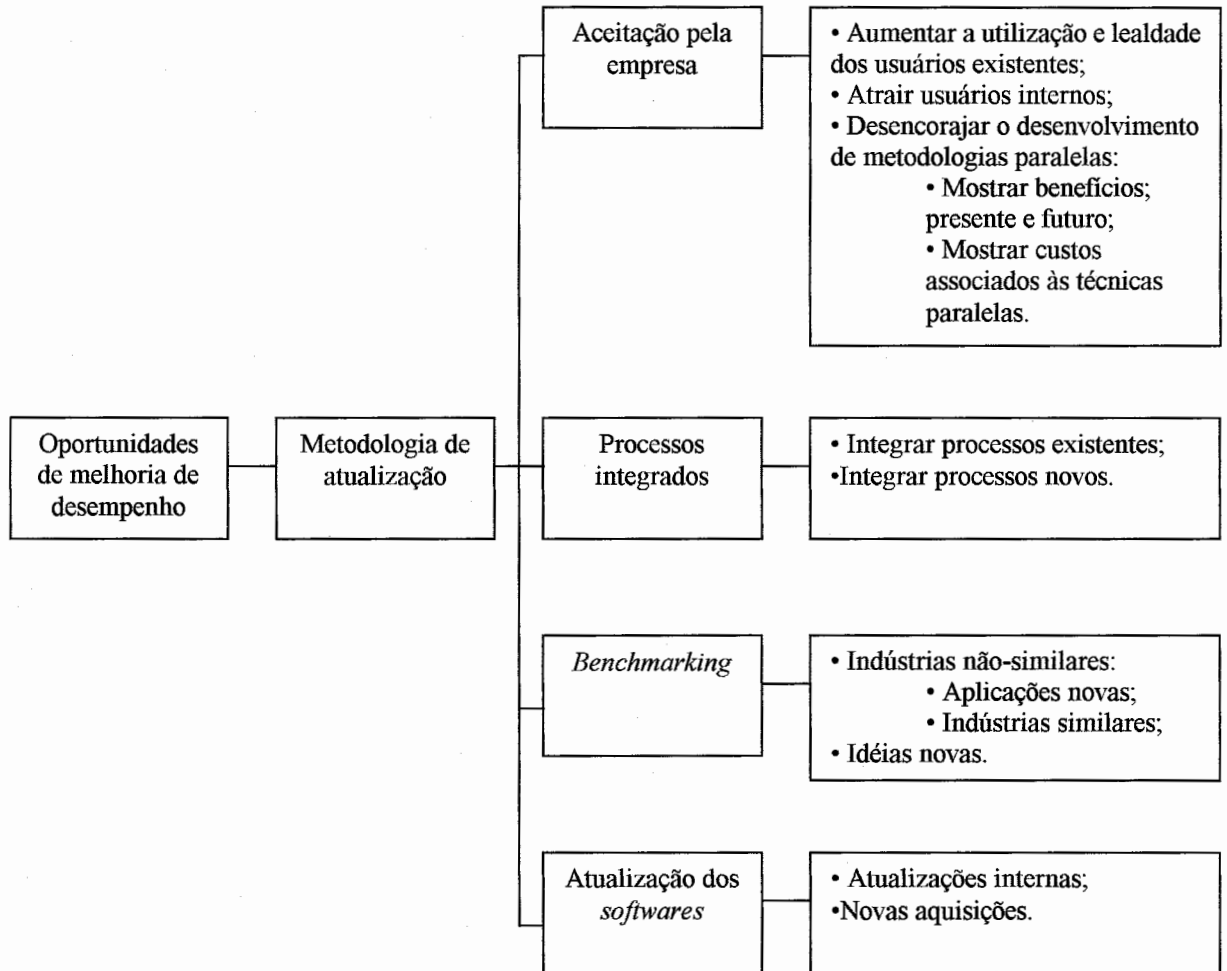 Aceitação pela
empresa
• Aumentar a utilização e lealdade
dos usuários existentes;
• Atrair usuários internos;
• Desencorajar o desenvolvimento
de metodologias paralelas:
• Mostrar benefícios;
presente e futuro;
• Mostrar custos
associados às técnicas
paralelas.
Oportunidades
de melhoria de
desempenho
Metodologia de
atualização
Processos
integrados
• Integrar processos existentes;
•Integrar processos novos.
Benchmarking
• Indústrias não-similares:
• Aplicações novas;
• Indústrias similares;
• Idéias novas.
Atualização dos
softwares
• Atualizações internas;
•Novas aquisições.